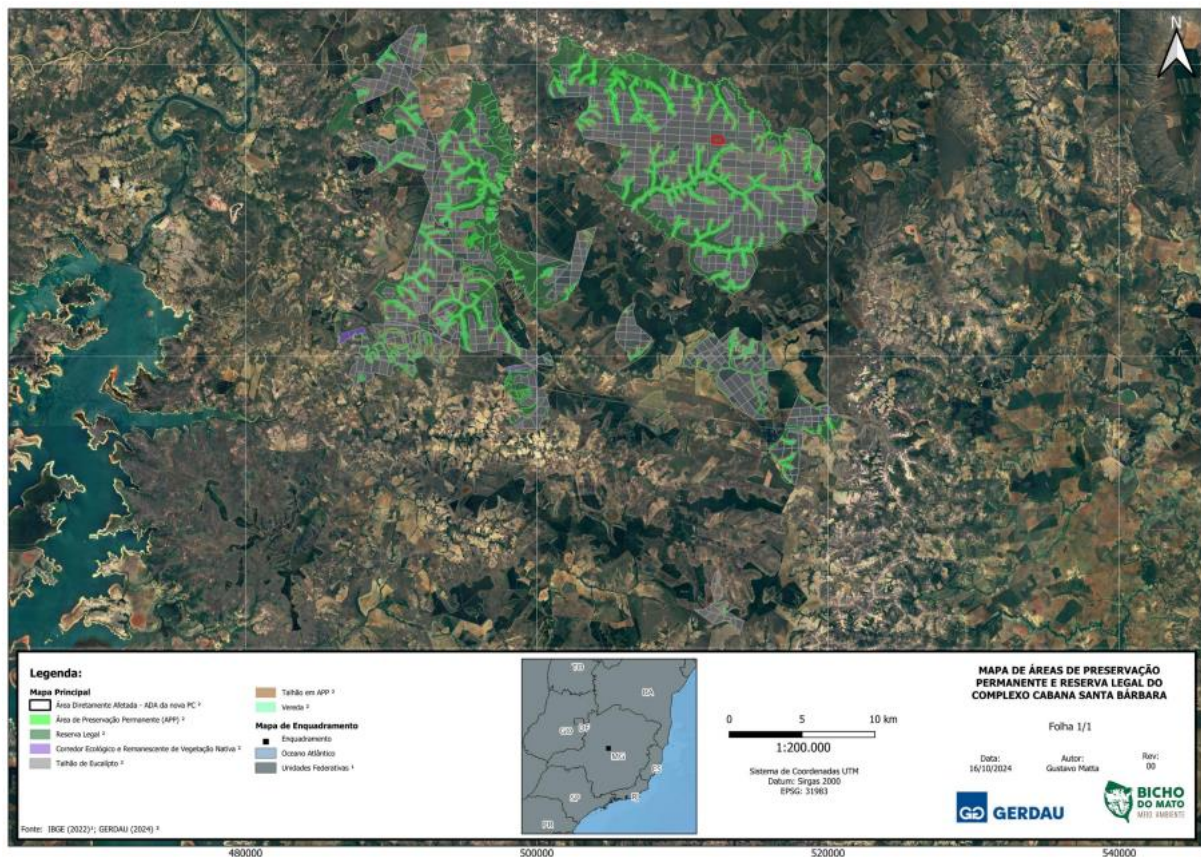 N
Legenda:
Mapa Principal
Área Diretamente Afetada - ADA da nova PC ²
Área de Preservação Permanente (APP) ²
Reserva Legal ²
Corredor Ecológico e Remanescente de Vegetação Nativa ²
Talhão de Eucalipto ²
Talhão em APP ²
Vereda ²
Mapa de Enquadramento
Enquadramento
Oceano Atlântico
Unidades Federativas ¹
Fonte: IBGE (2022)¹; GERDAU (2024) ²
TO
BA
GO
DF
MG
ES
SP
RJ
PR
0 5 10 km
1:200.000
Sistema de Coordenadas UTM
Datum: Sirgas 2000
EPSG: 31983
MAPA DE ÁREAS DE PRESERVAÇÃO
PERMANENTE E RESERVA LEGAL DO
COMPLEXO CABANA SANTA BÁRBARA
Folha 1/1
Data: Autor: Rev:
16/10/2024 Gustavo Matta 00
GERDAU
BICHO
DO MATO
MEIO AMBIENTE
480000 500000 520000 540000